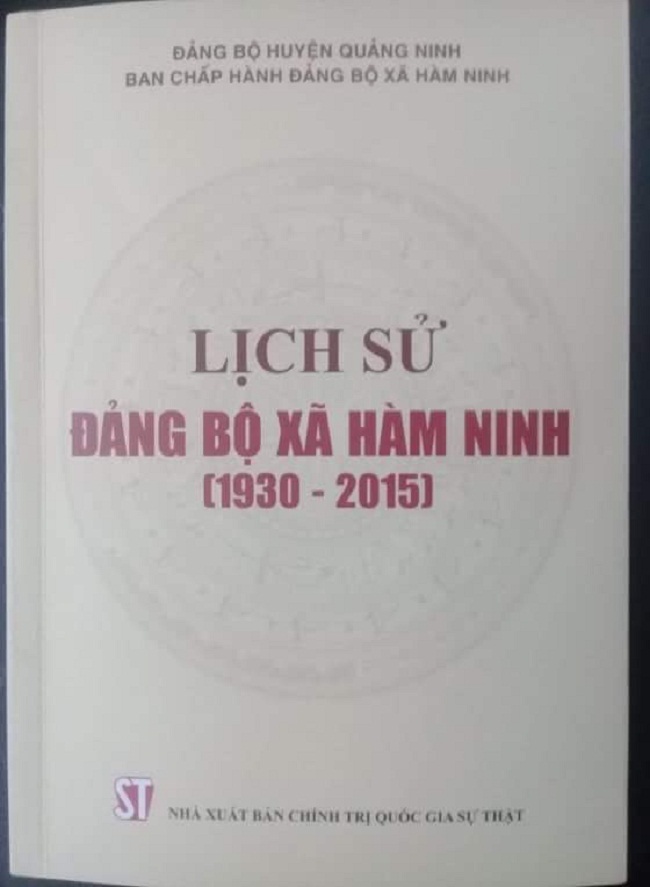 ĐẢNG BỘ HUYỆN QUẢNG NINH
BAN CHẤP HÀNH ĐẢNG BỘ XÃ HÀM NINH
LỊCH SỬ
ĐẢNG BỘ XÃ HÀM NINH
(1930 - 2015)
ST
NHÀ XUẤT BẢN CHÍNH TRỊ QUỐC GIA SỰ THẬT